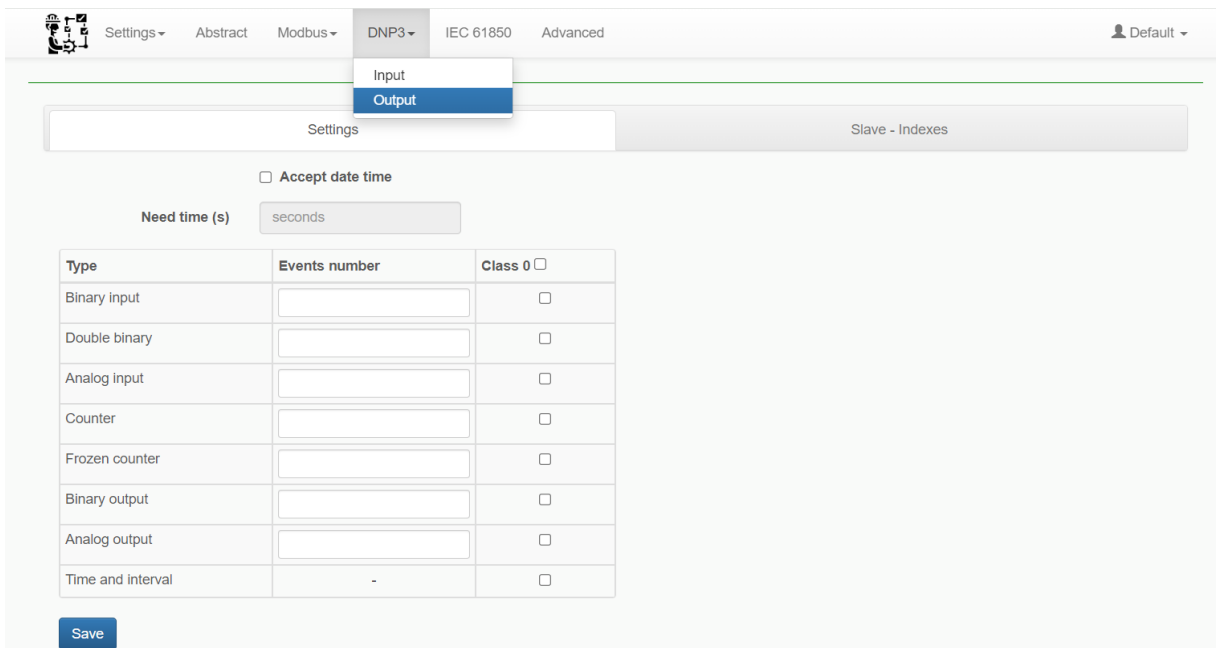 Settings Abstract Modbus DNP3 IEC 61850 Advanced Default
Input
Output
Settings Slave - Indexes
Accept date time
Need time (s) seconds
Type Events number Class 0
Binary input
Double binary
Analog input
Counter
Frozen counter
Binary output
Analog output
Time and interval -
Save